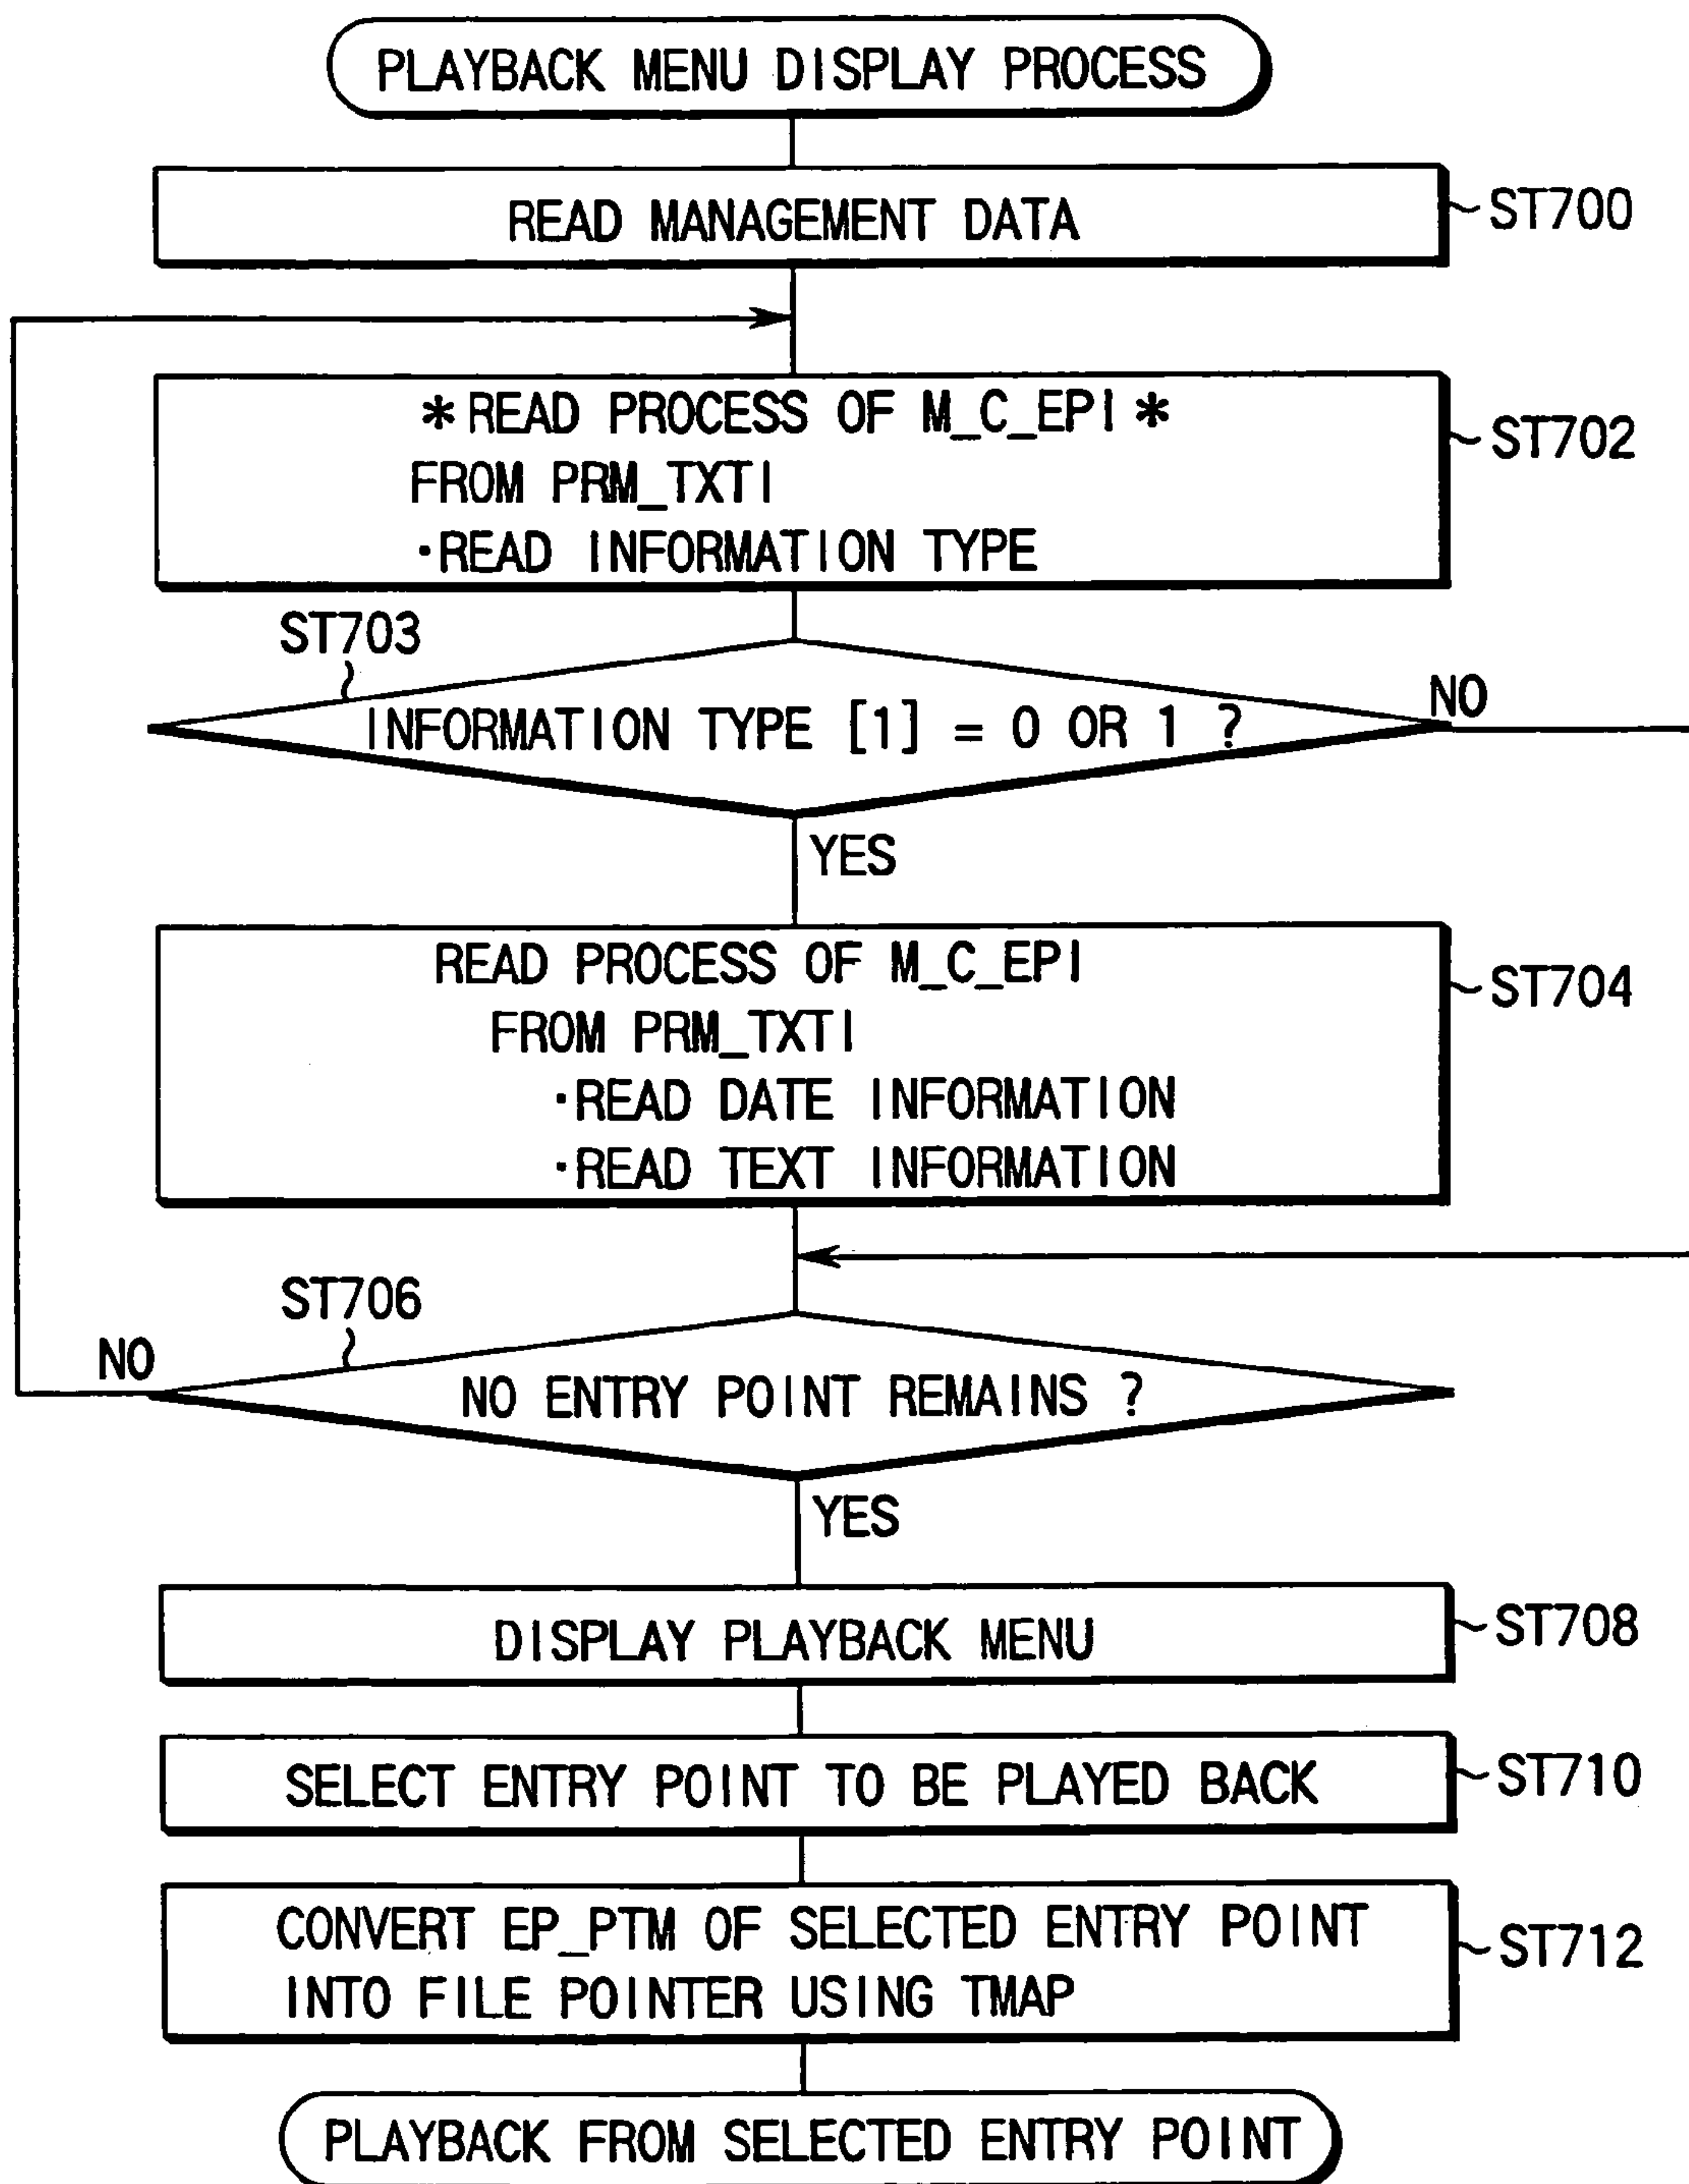 PLAYBACK MENU DISPLAY PROCESS
READ MANAGEMENT DATA
ST700
*READ PROCESS OF M_C_EPI*
FROM PRM_TXTI
·READ INFORMATION TYPE
ST702
ST703
INFORMATION TYPE [1] = 0 OR 1 ?
NO
YES
READ PROCESS OF M_C_EPI
FROM PRM_TXTI
·READ DATE INFORMATION
·READ TEXT INFORMATION
ST704
ST706
NO
NO ENTRY POINT REMAINS ?
YES
DISPLAY PLAYBACK MENU
ST708
SELECT ENTRY POINT TO BE PLAYED BACK
ST710
CONVERT EP_PTM OF SELECTED ENTRY POINT
INTO FILE POINTER USING TMAP
ST712
PLAYBACK FROM SELECTED ENTRY POINT